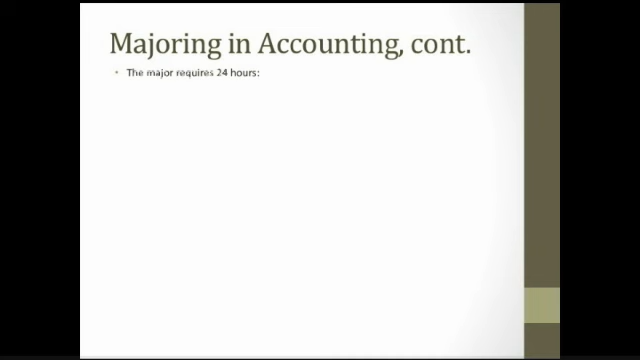 Majoring in Accounting, cont.
• The major requires 24 hours: